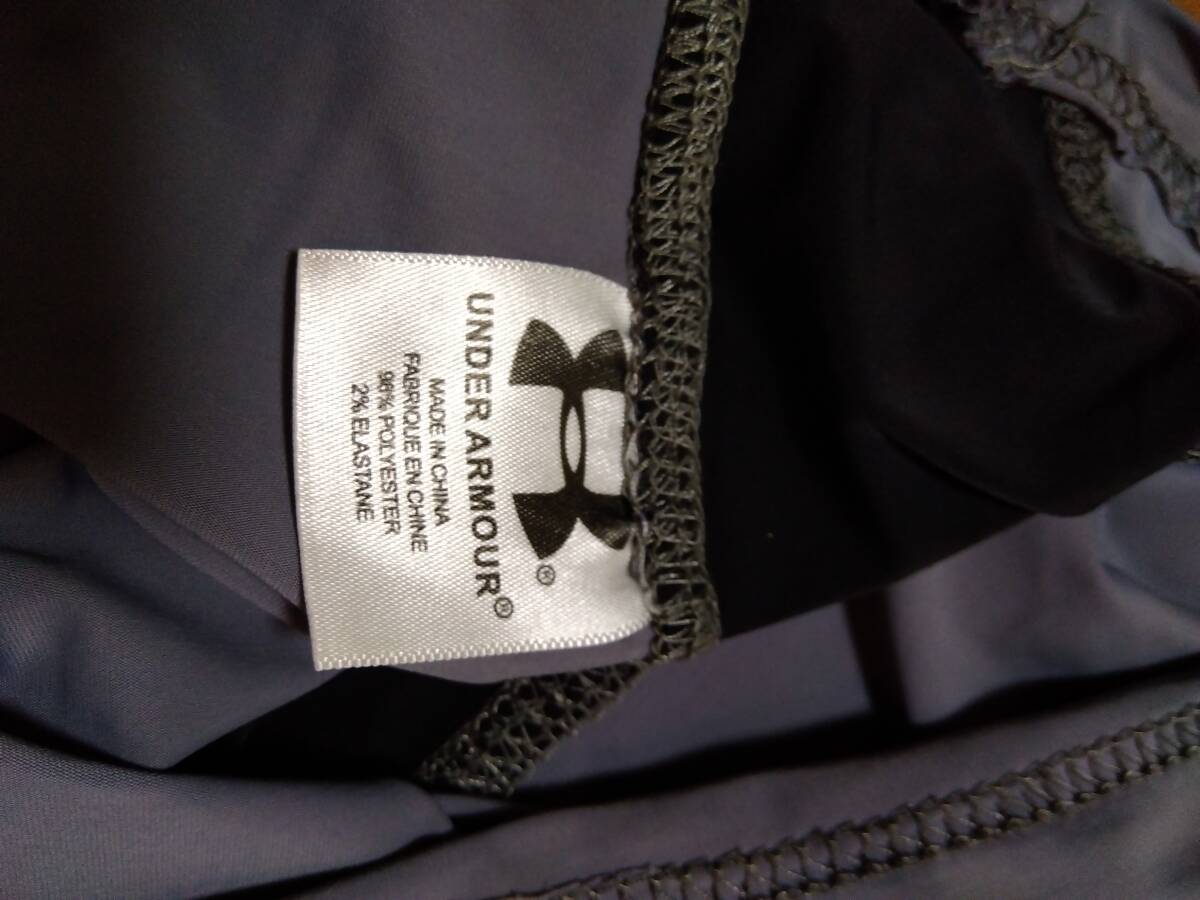 ®
UNDER ARMOUR®
MADE IN CHINA
FABRIQUE EN CHINE
98% POLYESTER
2% ELASTANE